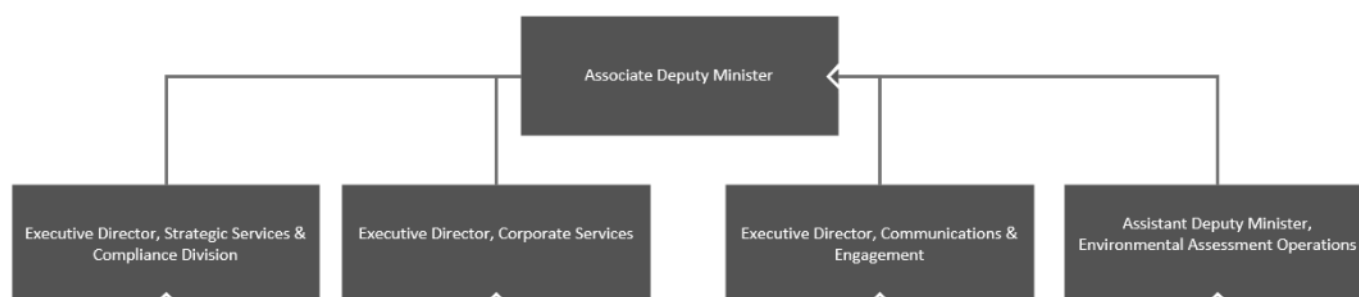 Associate Deputy Minister
Executive Director, Strategic Services &
Compliance Division
Executive Director, Corporate Services
Executive Director, Communications &
Engagement
Assistant Deputy Minister,
Environmental Assessment Operations